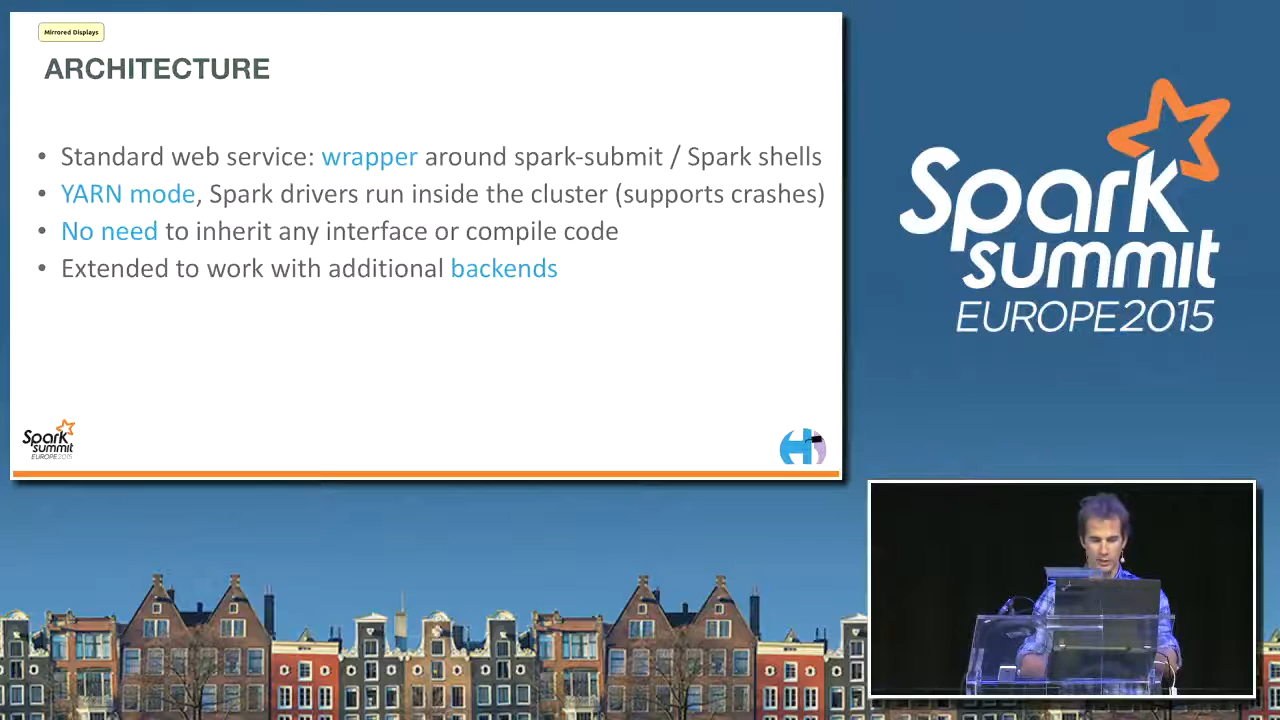 Mirrored Displays
ARCHITECTURE
• Standard web service: wrapper around spark-submit / Spark shells
• YARN mode, Spark drivers run inside the cluster (supports crashes)
• No need to inherit any interface or compile code
• Extended to work with additional backends
Spark
summit
EUROPE 2015
Spark
summit
EUROPE 2015